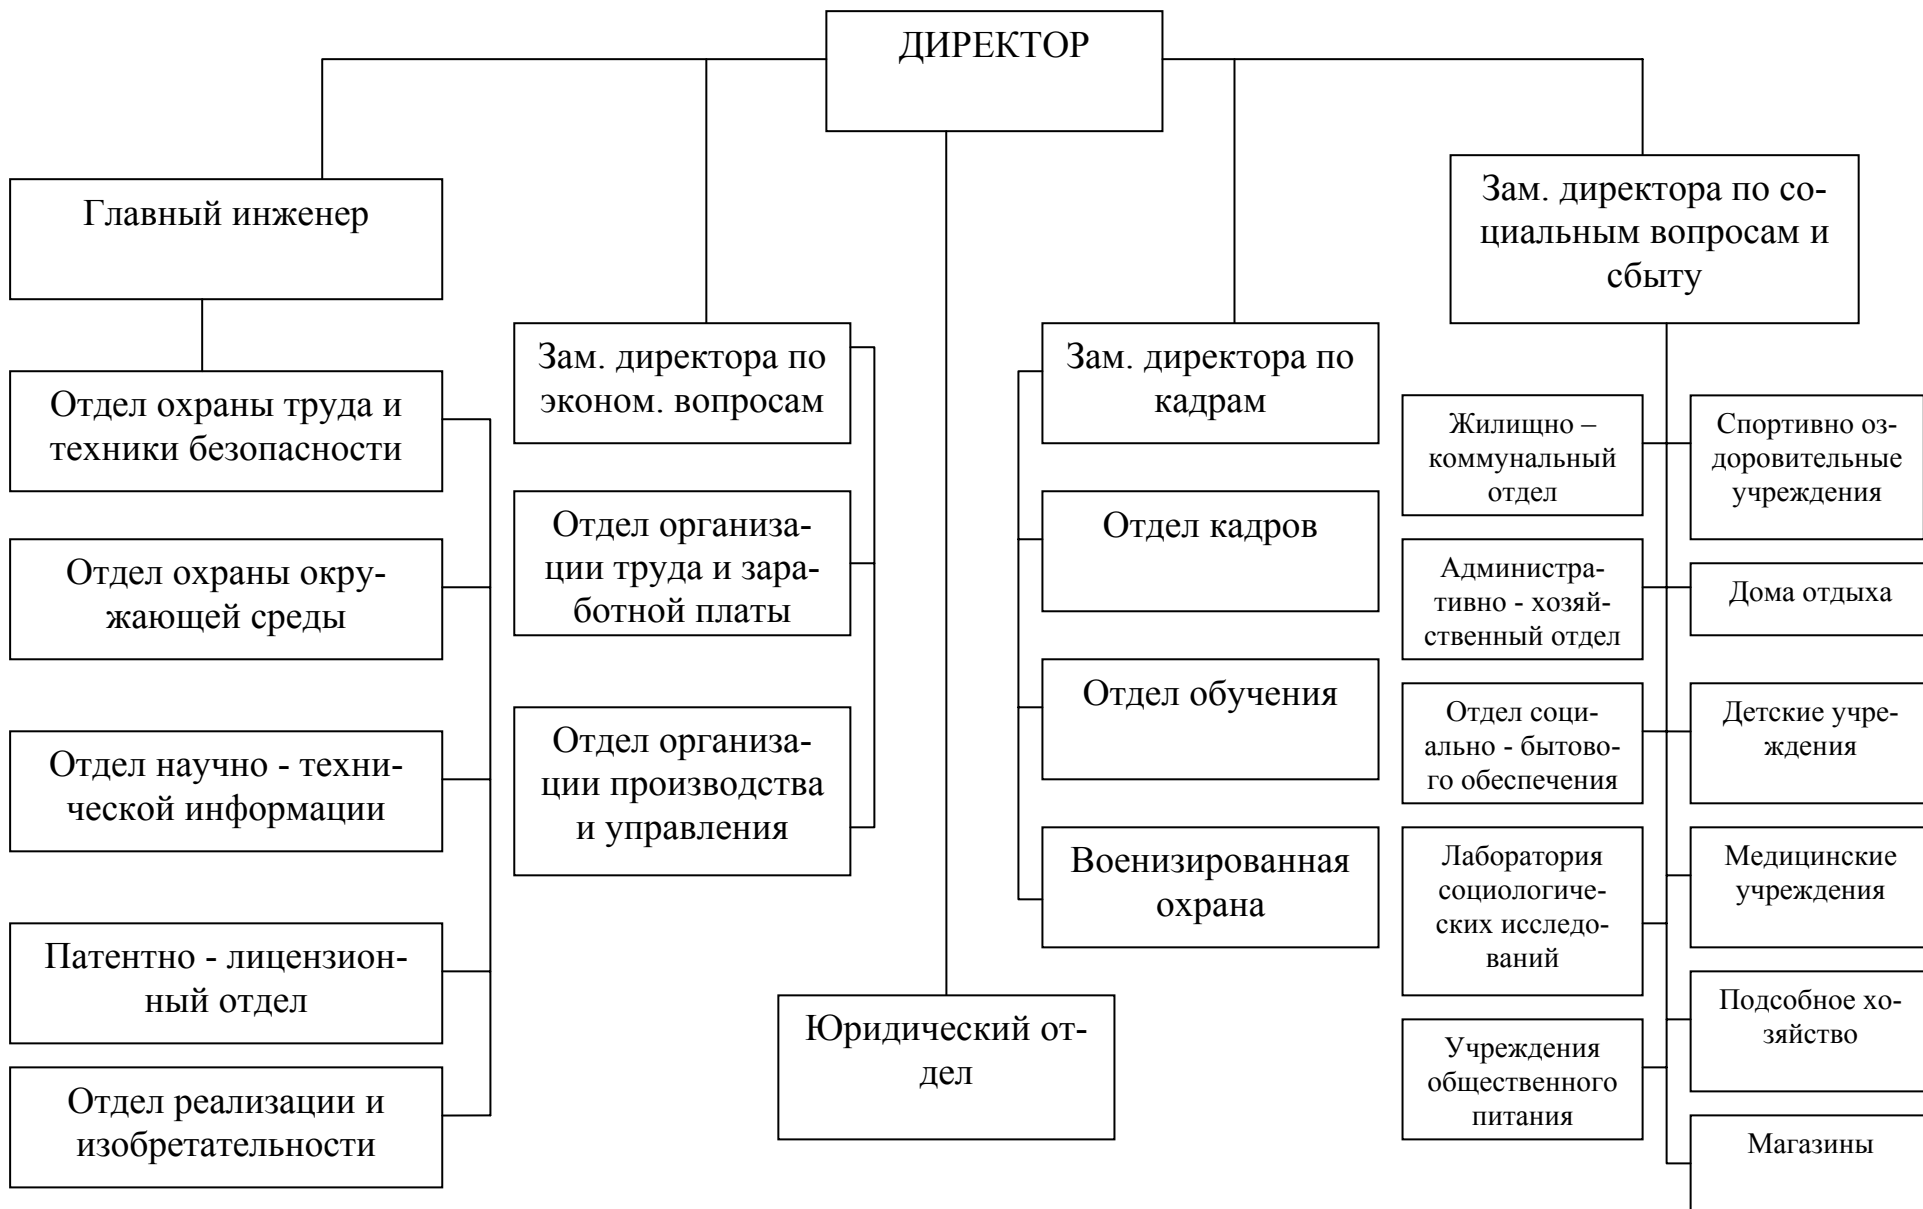 ДИРЕКТОР
Главный инженер
Зам. директора по со-
циальным вопросам и
сбыту
Зам. директора по
эконом. вопросам
Зам. директора по
кадрам
Отдел охраны труда и
техники безопасности
Отдел охраны окру-
жающей среды
Отдел научно - техни-
ческой информации
Патентно - лицензион-
ный отдел
Отдел реализации и
изобретательности
Отдел организа-
ции труда и зара-
ботной платы
Отдел организа-
ции производства
и управления
Юридический от-
дел
Отдел кадров
Отдел обучения
Военизированная
охрана
Жилищно –
коммунальный
отдел
Администра-
тивно - хозяй-
ственный отдел
Отдел соци-
ально - бытово-
го обеспечения
Лаборатория
социологиче-
ских исследо-
ваний
Учреждения
общественного
питания
Спортивно оз-
доровительные
учреждения
Дома отдыха
Детские учре-
ждения
Медицинские
учреждения
Подсобное хо-
зяйство
Магазины